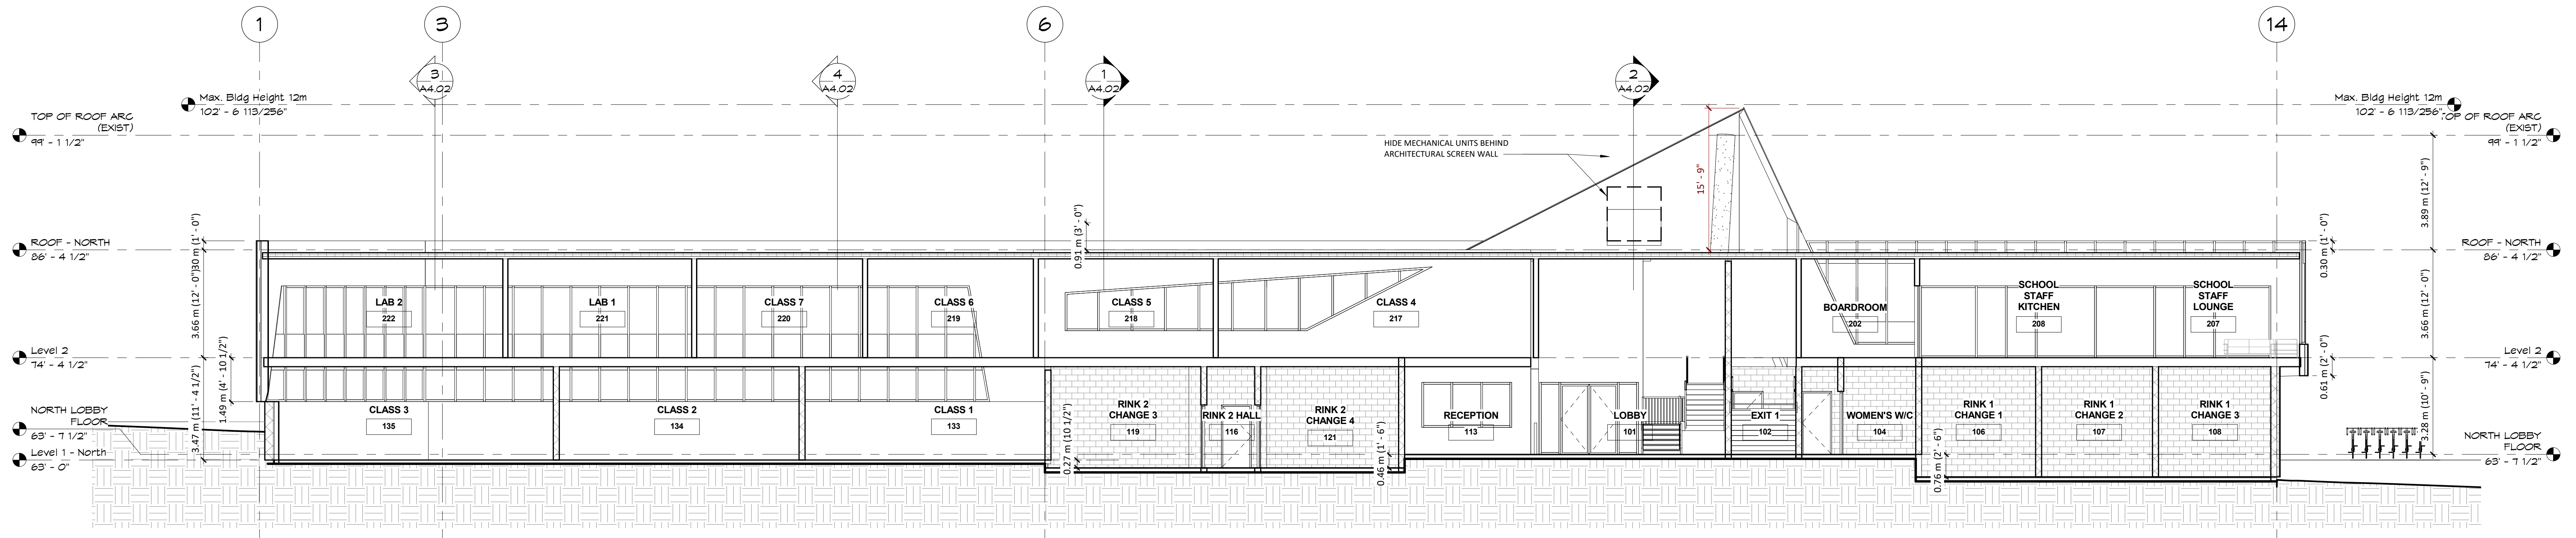 1
3
6
14
3
A4.02
4
A4.02
1
A4.02
2
A4.02
Max. Bldg Height 12m
102' - 6 113/256"
Max. Bldg Height 12m
102' - 6 113/256"
TOP OF ROOF ARC
(EXIST)
99' - 1 1/2"
TOP OF ROOF ARC
(EXIST)
99' - 1 1/2"
HIDE MECHANICAL UNITS BEHIND
ARCHITECTURAL SCREEN WALL
15' - 9"
3.89 m (12' - 9")
ROOF - NORTH
86' - 4 1/2"
30 m (1' - 0")
0.91 m (3' - 0")
0.30 m (1' - 0")
ROOF - NORTH
86' - 4 1/2"
3.66 m (12' - 0")
LAB 2
222
LAB 1
221
CLASS 7
220
CLASS 6
219
CLASS 5
218
CLASS 4
217
BOARDROOM
202
SCHOOL
STAFF
KITCHEN
208
SCHOOL
STAFF
LOUNGE
207
3.66 m (12' - 0")
Level 2
74' - 4 1/2"
Level 2
74' - 4 1/2"
3.47 m (11' - 4 1/2")
1.49 m (4' - 10 1/2")
0.61 m (2' - 0")
CLASS 3
135
CLASS 2
134
CLASS 1
133
RINK 2
CHANGE 3
119
RINK 2 HALL
116
RINK 2
CHANGE 4
121
RECEPTION
113
LOBBY
101
EXIT 1
102
WOMEN'S W/C
104
RINK 1
CHANGE 1
106
RINK 1
CHANGE 2
107
RINK 1
CHANGE 3
108
0.27 m (10 1/2")
0.46 m (1' - 6")
0.76 m (2' - 6")
3.28 m (10' - 9")
NORTH LOBBY
FLOOR
63' - 7 1/2"
Level 1 - North
63' - 0"
NORTH LOBBY
FLOOR
63' - 7 1/2"